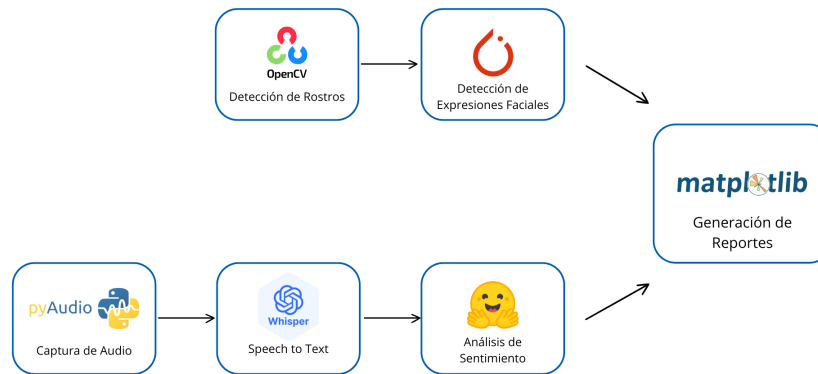 OpenCV
Detección de Rostros
Detección de
Expresiones Faciales
matplotlib
Generación de
Reportes
pyAudio
Captura de Audio
Whisper
Speech to Text
Análisis de
Sentimiento